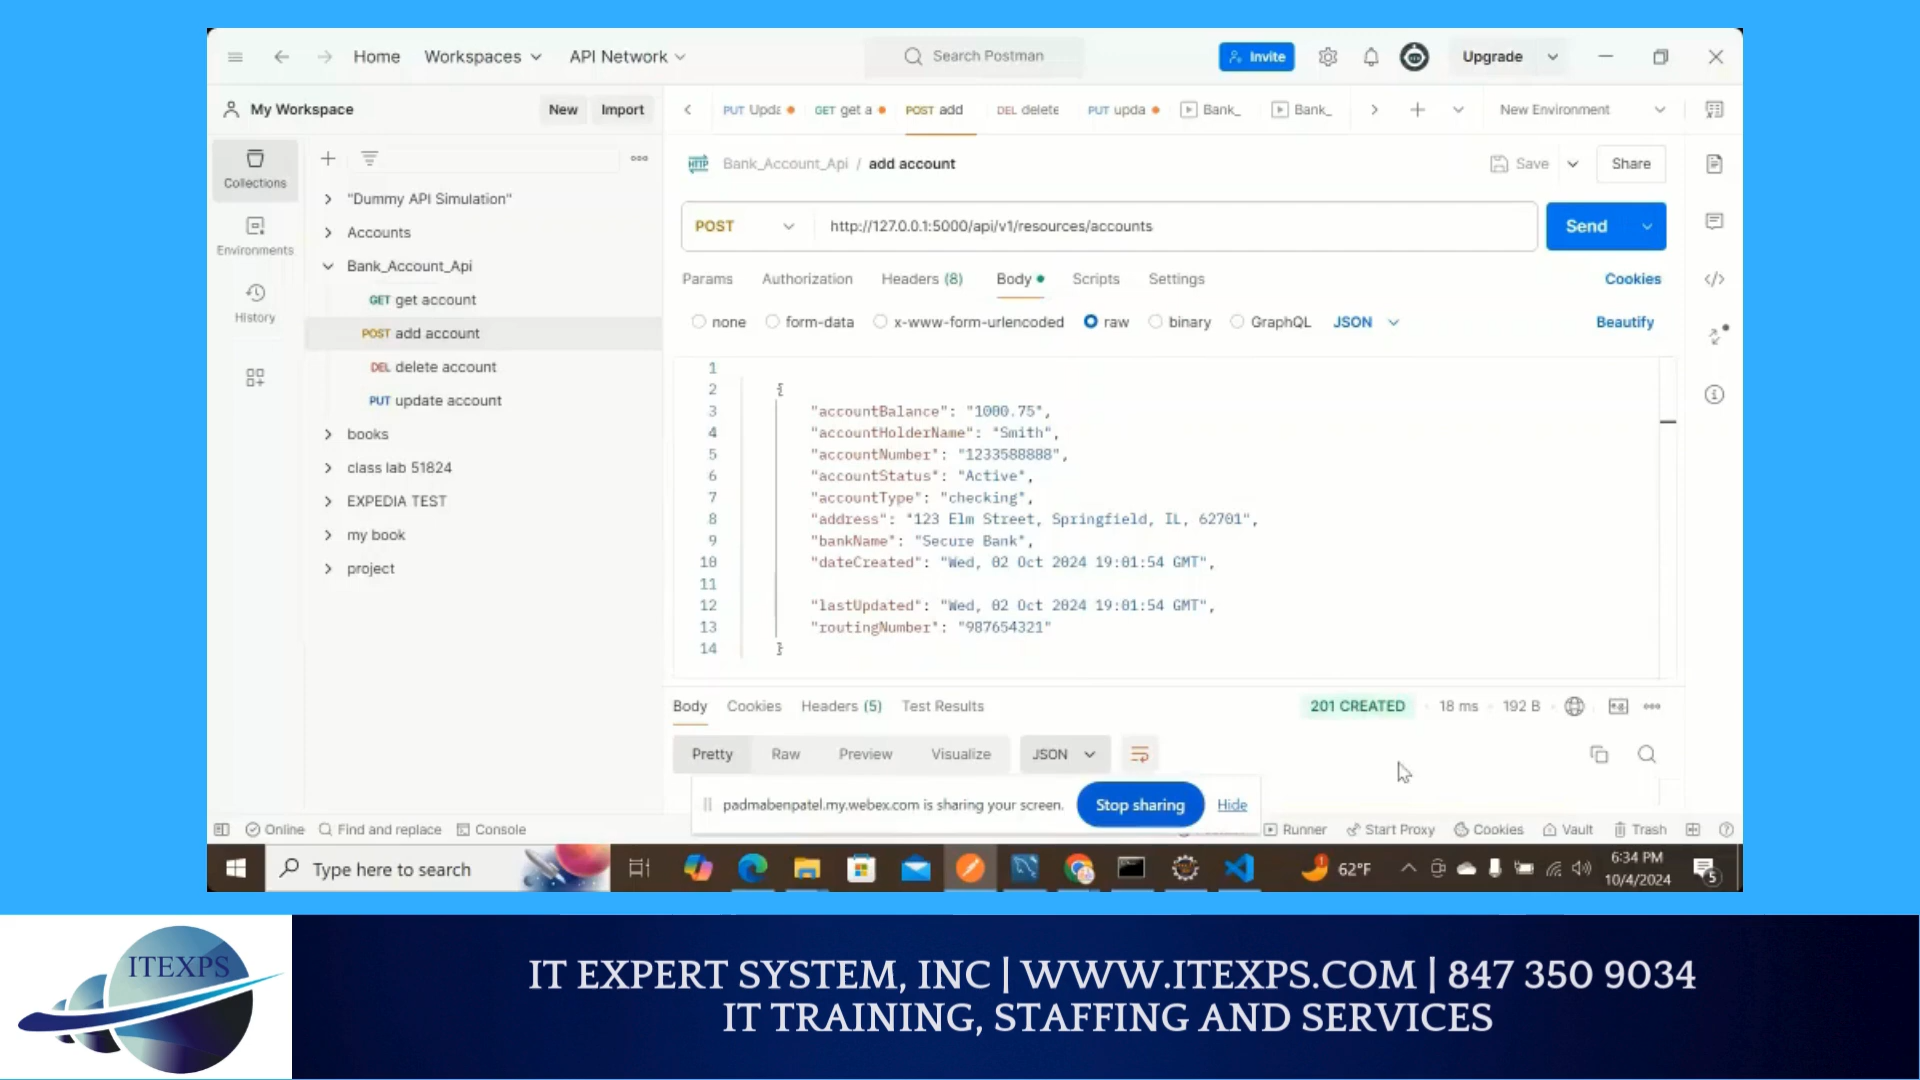 Home Workspaces API Network Search Postman Invite Upgrade
My Workspace New Import PUT Upda GET get a POST add DEL delete PUT upda Bank_ Bank_ New Environment
Collections
Environments
History
"Dummy API Simulation"
Accounts
Bank_Account_Api
GET get account
POST add account
DEL delete account
PUT update account
books
class lab 51824
EXPEDIA TEST
my book
project
HTTP Bank_Account_Api / add account Save Share
POST http://127.0.0.1:5000/api/v1/resources/accounts Send
Params Authorization Headers (8) Body Scripts Settings Cookies
none form-data x-www-form-urlencoded raw binary GraphQL JSON Beautify
1
2 {
3 "accountBalance": "1000.75",
4 "accountHolderName": "Smith",
5 "accountNumber": "1233588888",
6 "accountStatus": "Active",
7 "accountType": "checking",
8 "address": "123 Elm Street, Springfield, IL, 62701",
9 "bankName": "Secure Bank",
10 "dateCreated": "Wed, 02 Oct 2024 19:01:54 GMT",
11
12 "lastUpdated": "Wed, 02 Oct 2024 19:01:54 GMT",
13 "routingNumber": "987654321"
14 }
Body Cookies Headers (5) Test Results 201 CREATED 18 ms 192 B
Pretty Raw Preview Visualize JSON
padmabenpatel.my.webex.com is sharing your screen. Stop sharing Hide
Online Find and replace Console Runner Start Proxy Cookies Vault Trash
Type here to search 62°F 6:34 PM
10/4/2024 5
ITEXPS
IT EXPERT SYSTEM, INC | WWW.ITEXPS.COM | 847 350 9034
IT TRAINING, STAFFING AND SERVICES